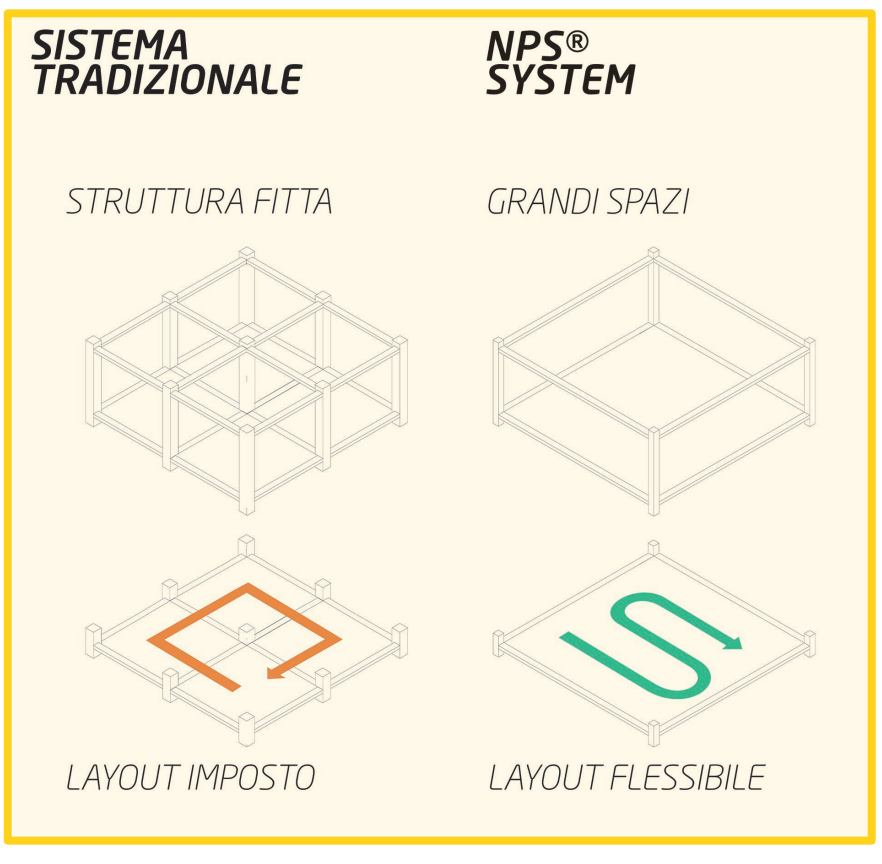 SISTEMA
TRADIZIONALE
NPS®
SYSTEM
STRUTTURA FITTA
GRANDI SPAZI
LAYOUT IMPOSTO
LAYOUT FLESSIBILE